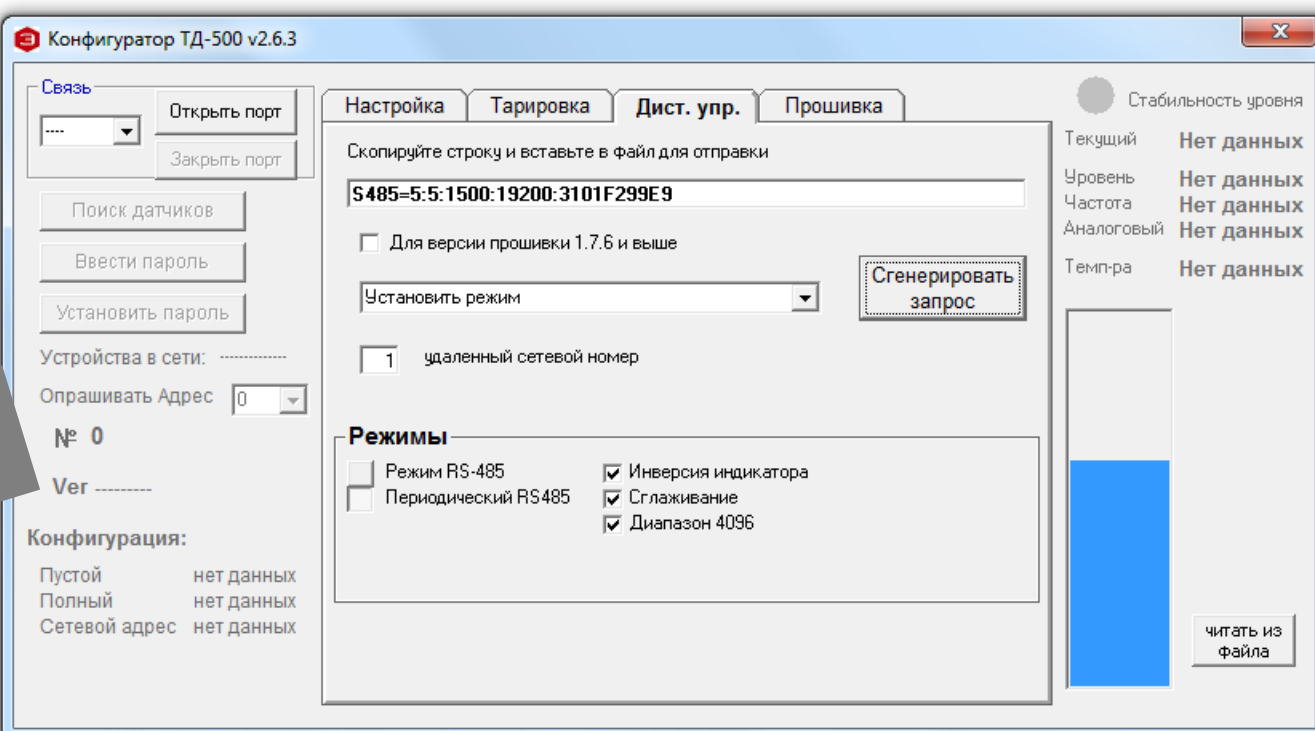 Конфигуратор ТД-500 v2.6.3
Связь
----
Открыть порт
Закрыть порт
Поиск датчиков
Ввести пароль
Установить пароль
Устройства в сети: -------------
Опрашивать Адрес 0
№ 0
Ver ---------
Конфигурация:
Пустой нет данных
Полный нет данных
Сетевой адрес нет данных
Настройка Тарировка Дист. упр. Прошивка
Скопируйте строку и вставьте в файл для отправки
S485=5:5:1500:19200:3101F299E9
Для версии прошивки 1.7.6 и выше
Установить режим
Сгенерировать
запрос
1 удаленный сетевой номер
Режимы
Режим RS-485
Периодический RS485
Инверсия индикатора
Сглаживание
Диапазон 4096
Стабильность уровня
Текущий Нет данных
Уровень Нет данных
Частота Нет данных
Аналоговый Нет данных
Темп-ра Нет данных
читать из
файла